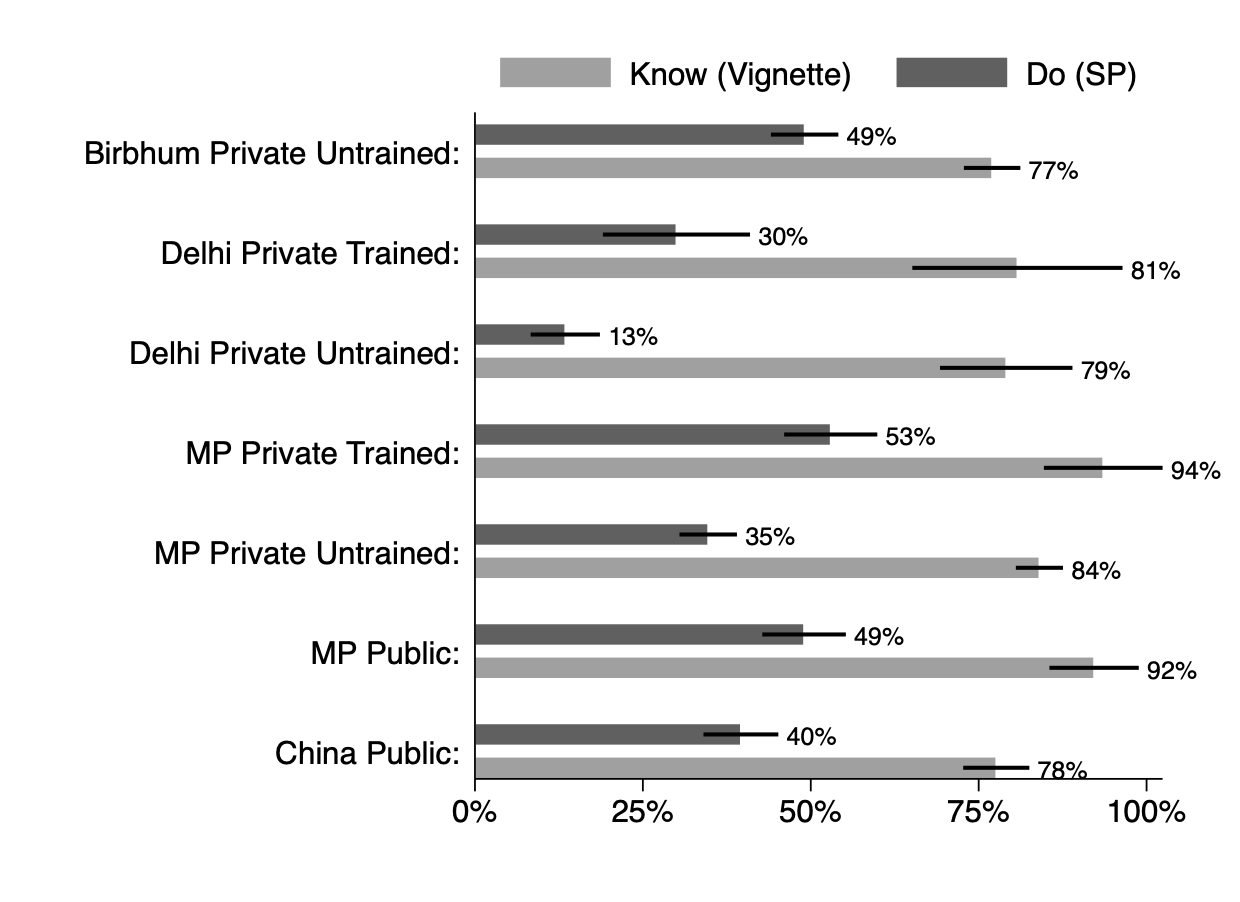 Know (Vignette) Do (SP)
Birbhum Private Untrained: 49%
77%
Delhi Private Trained: 30%
81%
Delhi Private Untrained: 13%
79%
MP Private Trained: 53%
94%
MP Private Untrained: 35%
84%
MP Public: 49%
92%
China Public: 40%
78%
0% 25% 50% 75% 100%